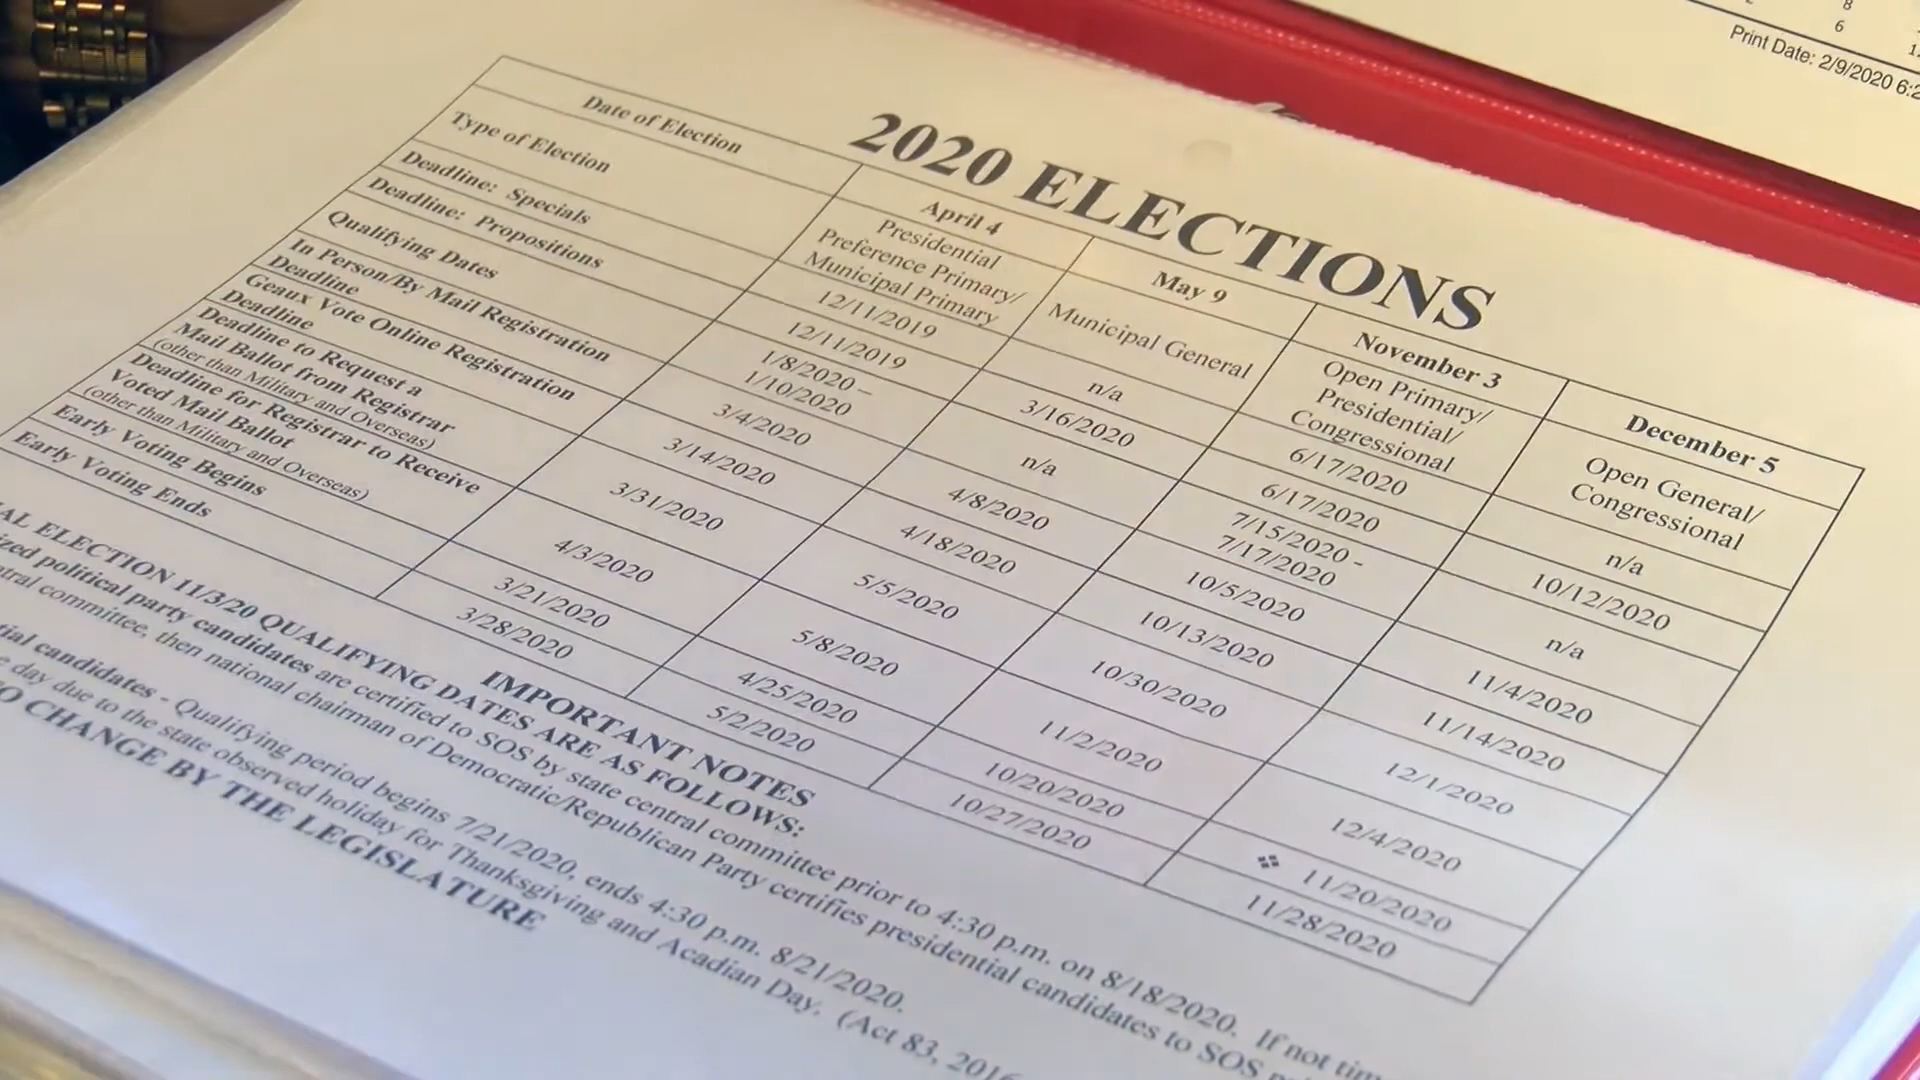 8
6
Print Date: 2/9/2020 6:2
2020 ELECTIONS
Date of Election
April 4
May 9
November 3
December 5
Type of Election
Presidential
Preference Primary/
Municipal Primary
Municipal General
Open Primary/
Presidential/
Congressional
Open General/
Congressional
Deadline: Specials
12/11/2019
n/a
6/17/2020
n/a
Deadline: Propositions
12/11/2019
3/16/2020
6/17/2020
10/12/2020
Qualifying Dates
1/8/2020 –
1/10/2020
n/a
7/15/2020 -
7/17/2020
n/a
In Person/By Mail Registration
Deadline
3/4/2020
4/8/2020
10/5/2020
11/4/2020
Geaux Vote Online Registration
Deadline
3/14/2020
4/18/2020
10/13/2020
11/14/2020
Deadline to Request a
Mail Ballot from Registrar
(other than Military and Overseas)
3/31/2020
5/5/2020
10/30/2020
12/1/2020
Deadline for Registrar to Receive
Voted Mail Ballot
(other than Military and Overseas)
4/3/2020
5/8/2020
11/2/2020
12/4/2020
Early Voting Begins
3/21/2020
4/25/2020
10/20/2020
❖ 11/20/2020
Early Voting Ends
3/28/2020
5/2/2020
10/27/2020
11/28/2020
IMPORTANT NOTES
AL ELECTION 11/3/20 QUALIFYING DATES ARE AS FOLLOWS:
ized political party candidates are certified to SOS by state central committee prior to 4:30 p.m. on 8/18/2020. If not tim
ntral committee, then national chairman of Democratic/Republican Party certifies presidential candidates to SOS
tial candidates - Qualifying period begins 7/21/2020, ends 4:30 p.m. 8/21/2020.
e day due to the state observed holiday for Thanksgiving and Acadian Day. (Act 83, 2016
O CHANGE BY THE LEGISLATURE